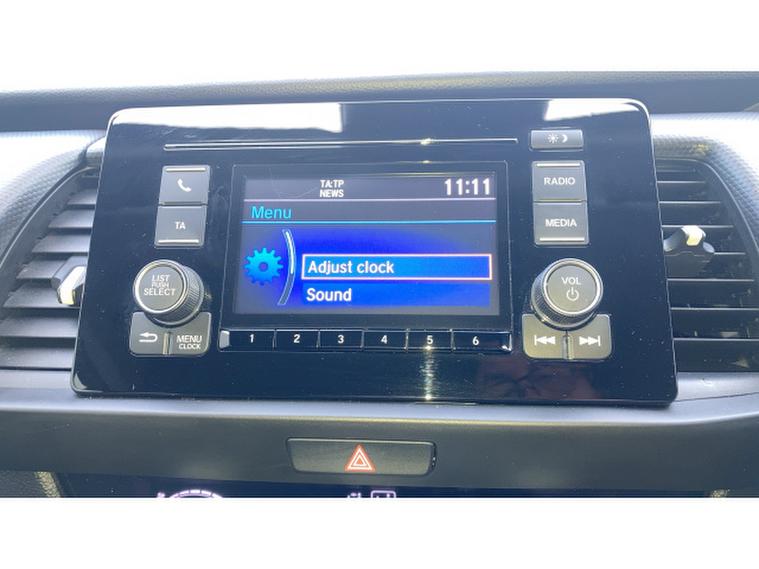 TA:TP
NEWS
11:11
Menu
Adjust clock
Sound
TA
LIST
PUSH
SELECT
MENU
CLOCK
1 2 3 4 5 6
RADIO
MEDIA
VOL